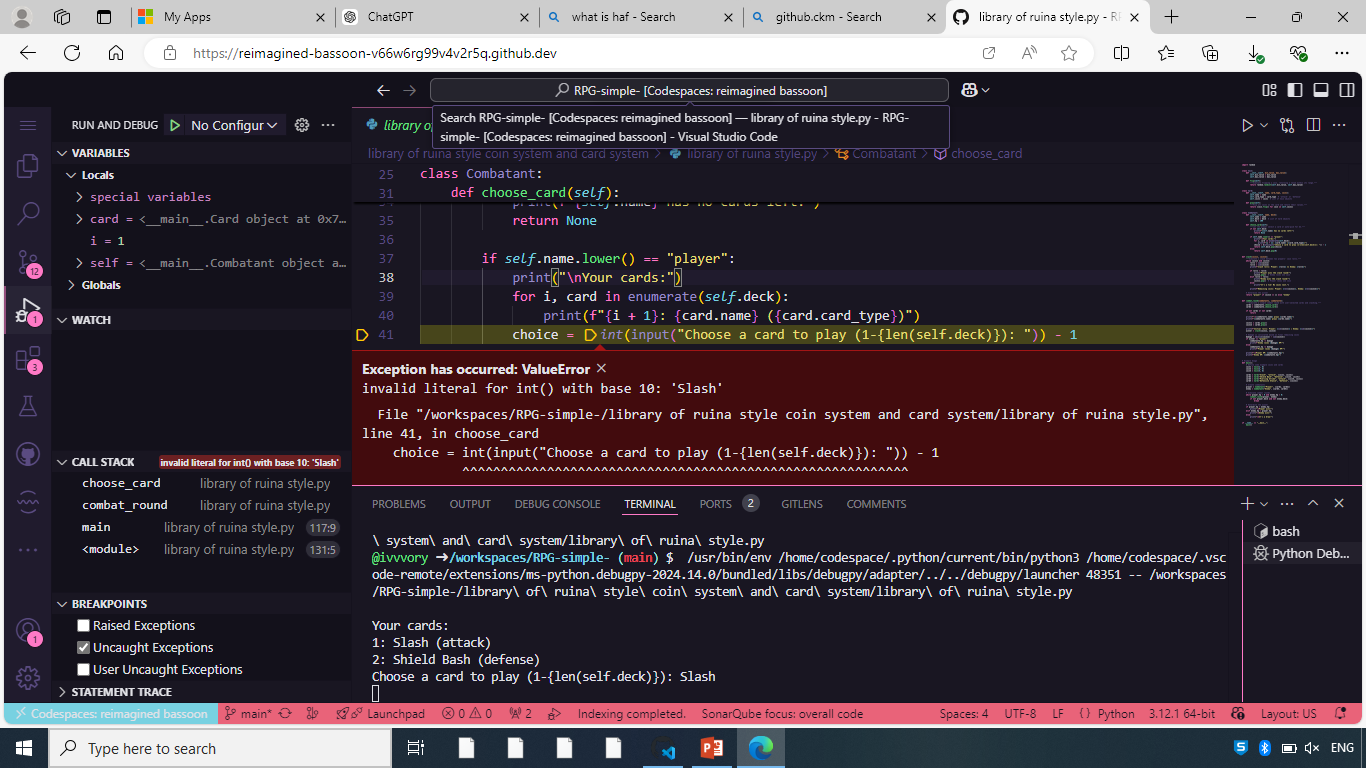 My Apps
ChatGPT
what is haf - Search
github.ckm - Search
library of ruina style.py - RF
https://reimagined-bassoon-v66w6rg99v4v2r5q.github.dev
RPG-simple- [Codespaces: reimagined bassoon]
Search RPG-simple- [Codespaces: reimagined bassoon] — library of ruina style.py - RPG-
simple- [Codespaces: reimagined bassoon] - Visual Studio Code
RUN AND DEBUG
No Configur
VARIABLES
Locals
special variables
card = <__main__.Card object at 0x7…
i = 1
self = <__main__.Combatant object a…
Globals
WATCH
12
1
3
1
CALL STACK
invalid literal for int() with base 10: 'Slash'
choose_card library of ruina style.py
combat_round library of ruina style.py
main library of ruina style.py 117:9
<module> library of ruina style.py 131:5
BREAKPOINTS
Raised Exceptions
Uncaught Exceptions
User Uncaught Exceptions
STATEMENT TRACE
library o
library of ruina style coin system and card system > library of ruina style.py > Combatant > choose_card
25 class Combatant:
31 def choose_card(self):
34 print(f"{self.name} has no cards left.")
35 return None
36
37 if self.name.lower() == "player":
38 print("\nYour cards:")
39 for i, card in enumerate(self.deck):
40 print(f"{i + 1}: {card.name} ({card.card_type})")
41 choice = int(input("Choose a card to play (1-{len(self.deck)}): ")) - 1
Exception has occurred: ValueError
invalid literal for int() with base 10: 'Slash'
File "/workspaces/RPG-simple-/library of ruina style coin system and card system/library of ruina style.py",
line 41, in choose_card
choice = int(input("Choose a card to play (1-{len(self.deck)}): ")) - 1
^^^^^^^^^^^^^^^^^^^^^^^^^^^^^^^^^^^^^^^^^^^^^^^^^^^^^^^^^^
PROBLEMS OUTPUT DEBUG CONSOLE TERMINAL PORTS 2 GITLENS COMMENTS
\ system\ and\ card\ system/library\ of\ ruina\ style.py
@ivvvory ➜/workspaces/RPG-simple- (main) $ /usr/bin/env /home/codespace/.python/current/bin/python3 /home/codespace/.vsc
ode-remote/extensions/ms-python.debugpy-2024.14.0/bundled/libs/debugpy/adapter/../../debugpy/launcher 48351 -- /workspaces
/RPG-simple-/library\ of\ ruina\ style\ coin\ system\ and\ card\ system/library\ of\ ruina\ style.py
Your cards:
1: Slash (attack)
2: Shield Bash (defense)
Choose a card to play (1-{len(self.deck)}): Slash
bash
Python Deb...
Codespaces: reimagined bassoon
main*
Launchpad
0 0
2
Indexing completed.
SonarQube focus: overall code
Spaces: 4
UTF-8
LF
{ } Python
3.12.1 64-bit
Layout: US
Type here to search
ENG